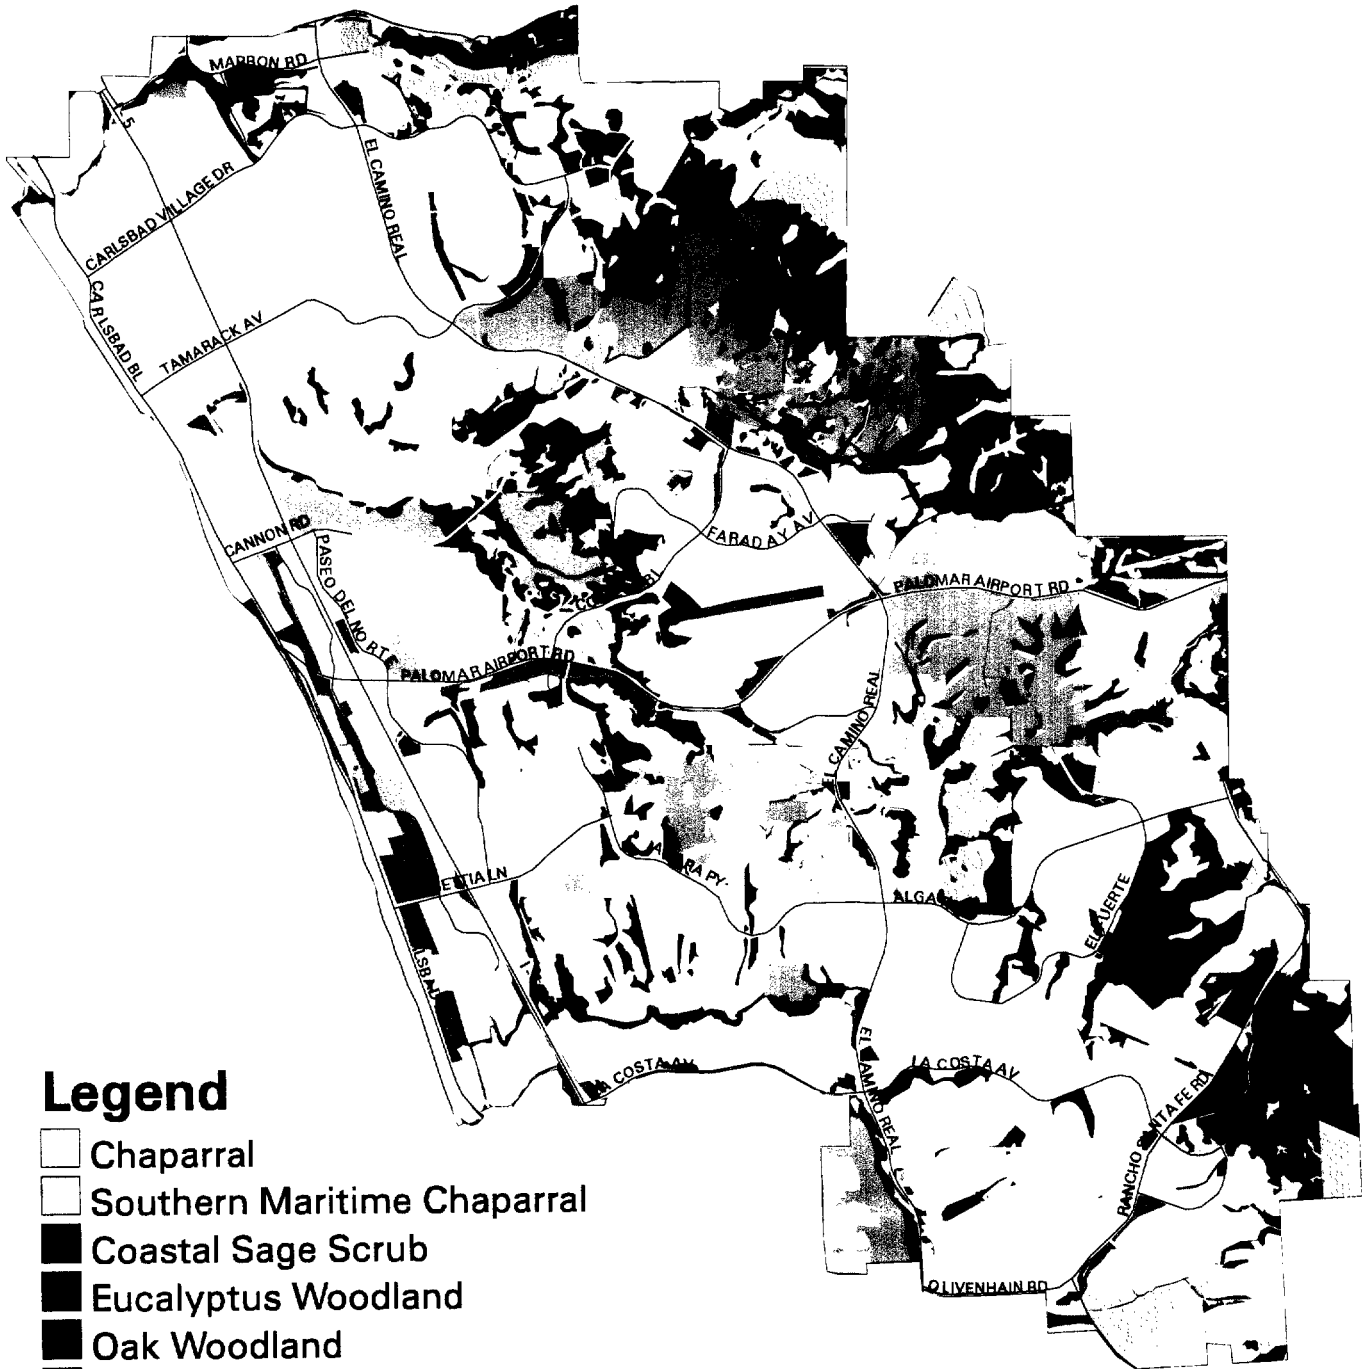 MARRON RD
5
EL CAMINO REAL
CARLSBAD VILLAGE DR
CARLSBAD BL
TAMARACK AV
CANNON RD
PASEO DEL NORTE
FARADAY AV
PALOMAR AIRPORT RD
PALOMAR AIRPORT RD
EL CAMINO REAL
ALGA
EL FUERTE
LSBAD
EL CAMINO REAL
LA COSTA AV
LA COSTA AV
RANCHO SANTA FE RD
OLIVENHAIN RD
Legend
Chaparral
Southern Maritime Chaparral
Coastal Sage Scrub
Eucalyptus Woodland
Oak Woodland